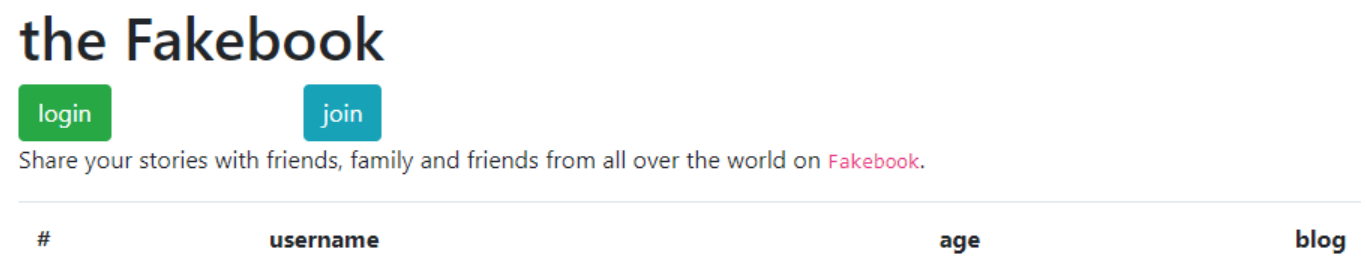 the Fakebook
login join
Share your stories with friends, family and friends from all over the world on Fakebook.
# username age blog